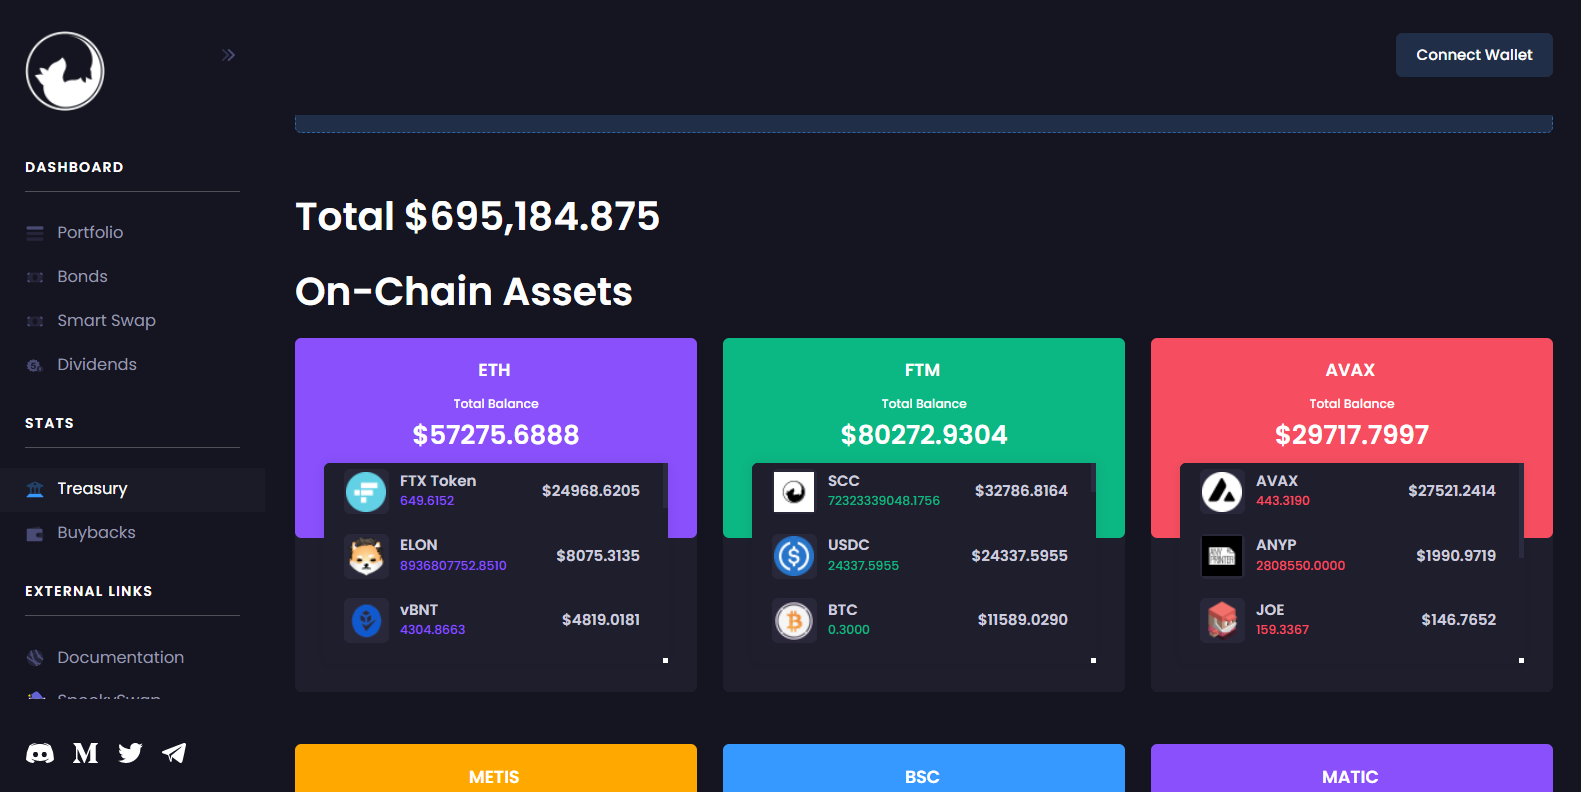 Connect Wallet
DASHBOARD
Portfolio
Bonds
Smart Swap
Dividends
STATS
Treasury
Buybacks
EXTERNAL LINKS
Documentation
SpookySwap
Total $695,184.875
On-Chain Assets
ETH
Total Balance
$57275.6888
FTX Token
649.6152
$24968.6205
ELON
8936807752.8510
$8075.3135
vBNT
4304.8663
$4819.0181
FTM
Total Balance
$80272.9304
SCC
72323339048.1756
$32786.8164
USDC
24337.5955
$24337.5955
BTC
0.3000
$11589.0290
AVAX
Total Balance
$29717.7997
AVAX
443.3190
$27521.2414
ANYP
2808550.0000
$1990.9719
JOE
159.3367
$146.7652
METIS
BSC
MATIC